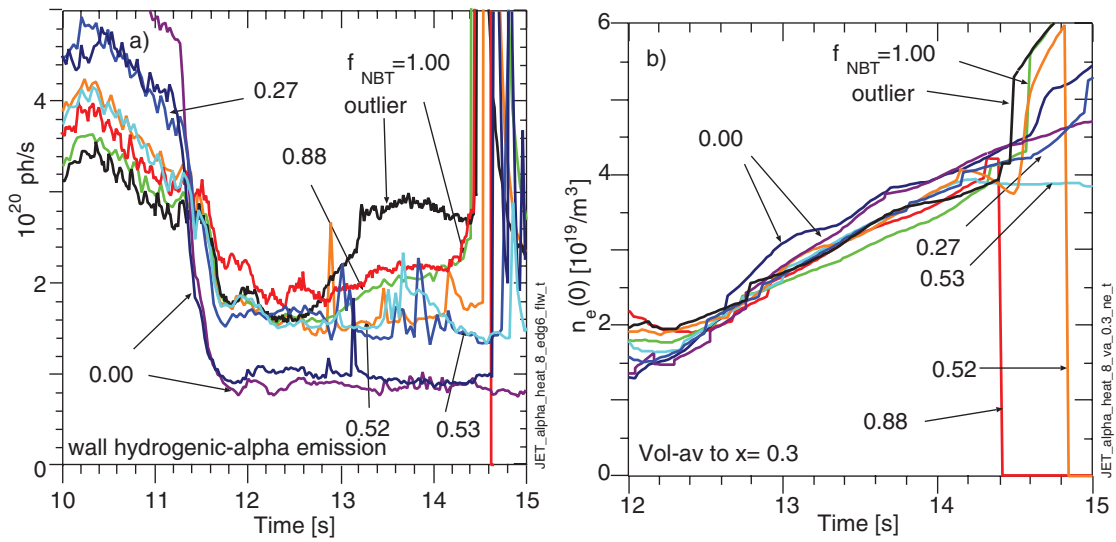 a)
f NBT=1.00
outlier
0.27
0.88
0.00
0.52
0.53
wall hydrogenic-alpha emission
10^20 ph/s
0
2
4
10 11 12 13 14 15
Time [s]
JET_alpha_heat_8_edg6_flw_t
b)
f NBT=1.00
outlier
0.00
0.27
0.53
0.52
0.88
Vol-av to x= 0.3
n_e(0) [10^19/m^3]
0
2
4
6
12 13 14 15
Time [s]
JET_alpha_heat_8_va_0.3_ne_t